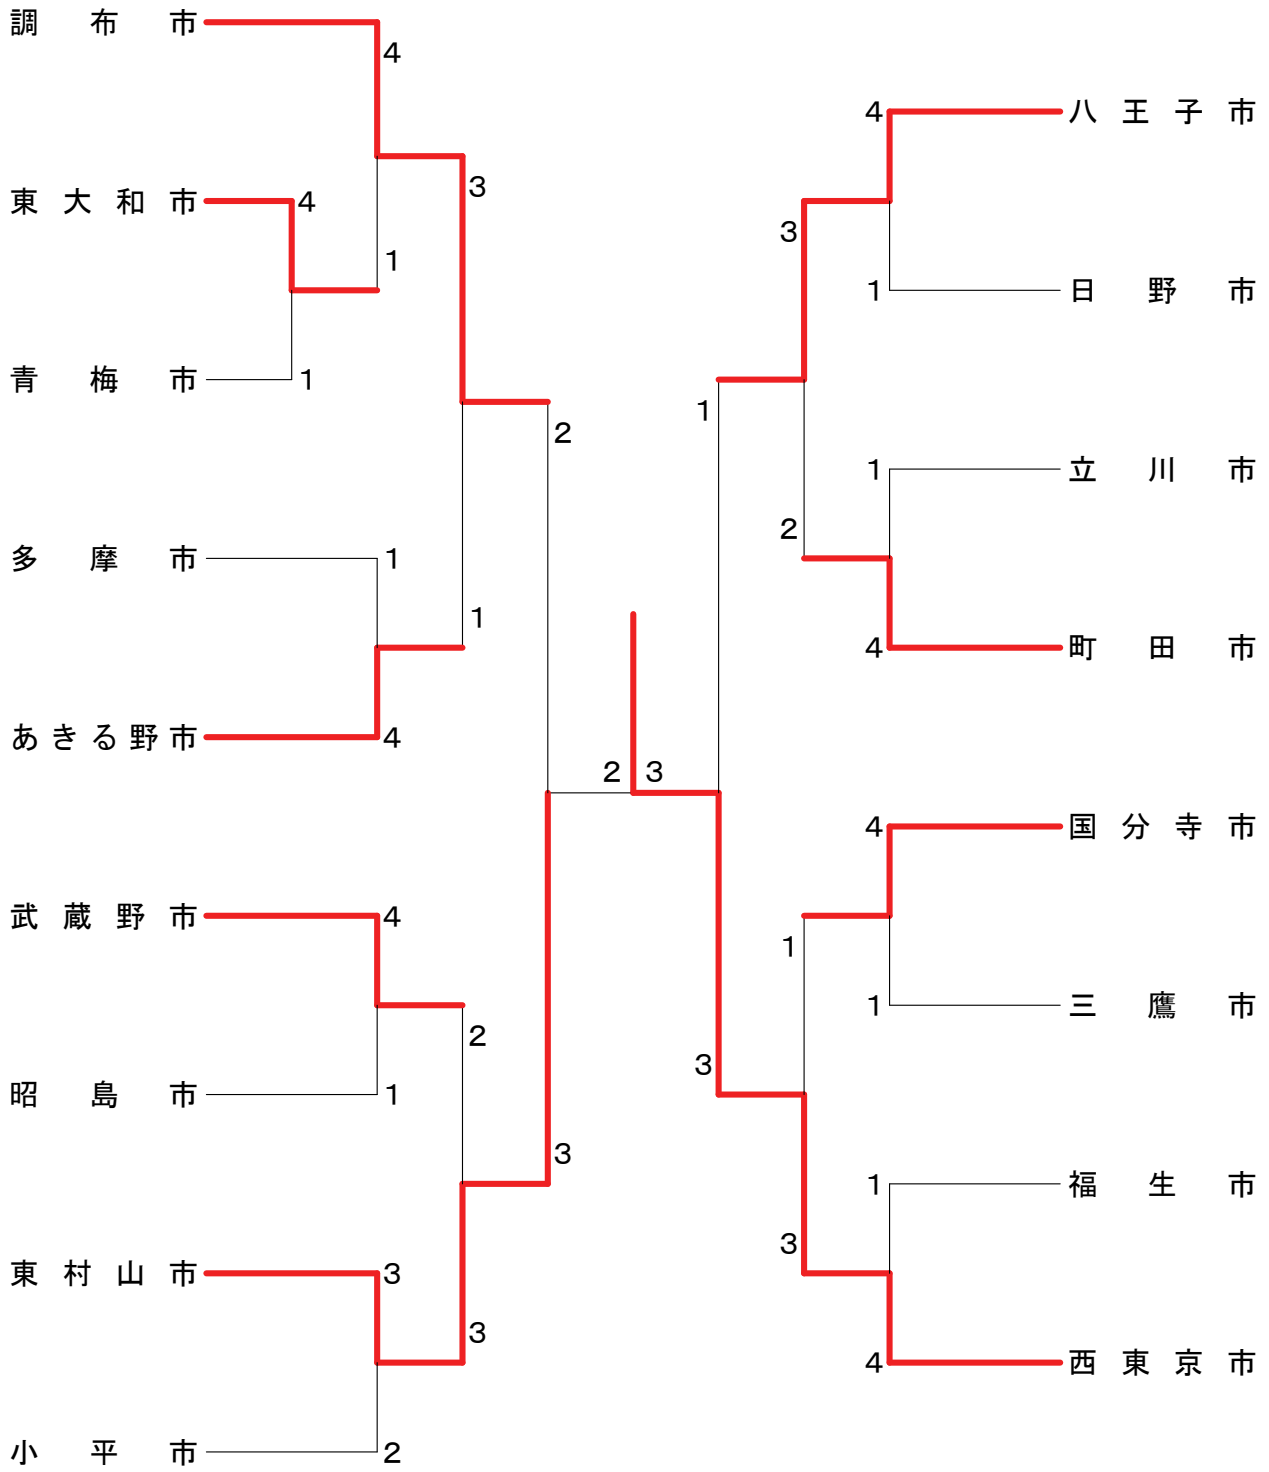 調布市
4
八王子市
4
3
東大和市
4
3
1
1
日野市
青梅市
1
1
2
1
立川市
2
多摩市
1
1
4
町田市
あきる野市
4
2
3
4
国分寺市
武蔵野市
4
1
1
三鷹市
2
3
昭島市
1
3
1
福生市
3
東村山市
3
3
4
西東京市
小平市
2